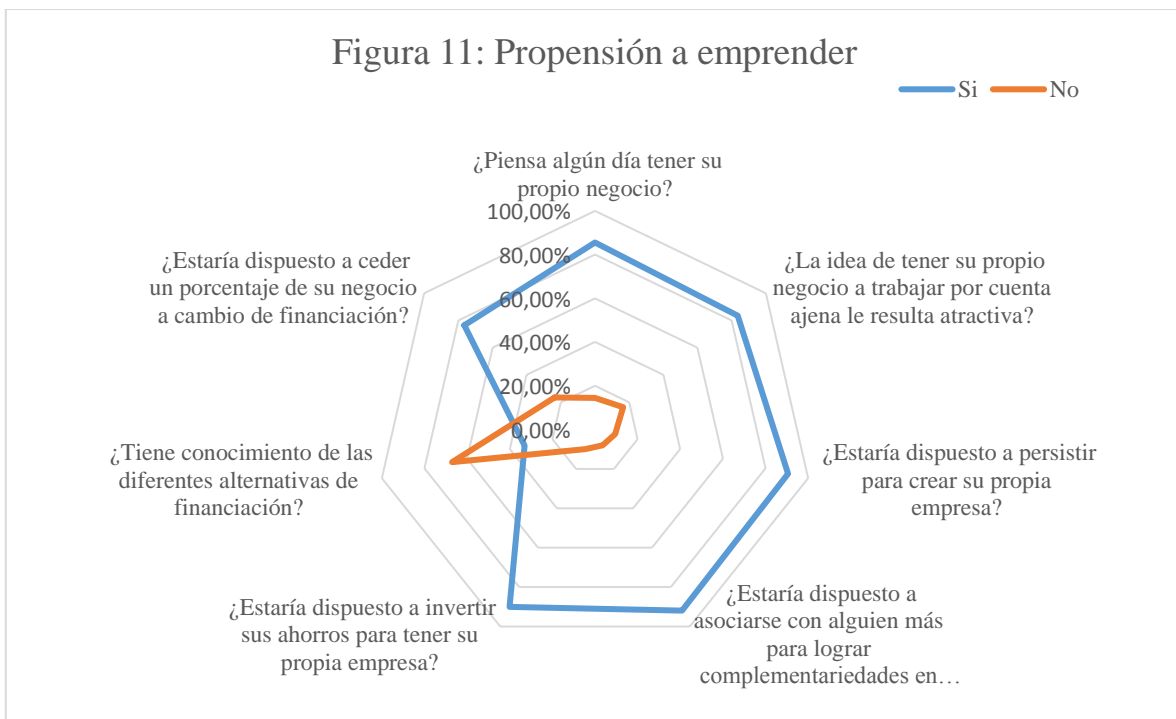 Figura 11: Propensión a emprender
Si
No
¿Piensa algún día tener su
propio negocio?
¿La idea de tener su propio
negocio a trabajar por cuenta
ajena le resulta atractiva?
¿Estaría dispuesto a persistir
para crear su propia
empresa?
¿Estaría dispuesto a
asociarse con alguien más
para lograr
complementariedades en…
¿Estaría dispuesto a invertir
sus ahorros para tener su
propia empresa?
¿Tiene conocimiento de las
diferentes alternativas de
financiación?
¿Estaría dispuesto a ceder
un porcentaje de su negocio
a cambio de financiación?
100,00%
80,00%
60,00%
40,00%
20,00%
0,00%